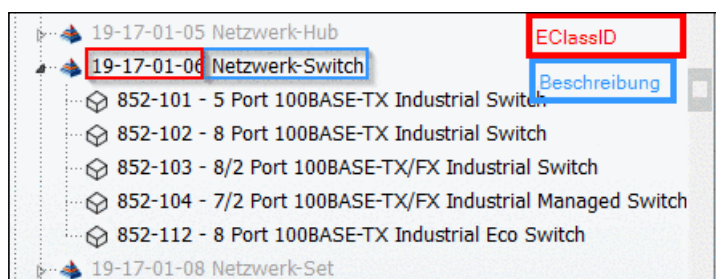 19-17-01-05 Netzwerk-Hub
EClassID
19-17-01-06 Netzwerk-Switch
Beschreibung
852-101 - 5 Port 100BASE-TX Industrial Switch
852-102 - 8 Port 100BASE-TX Industrial Switch
852-103 - 8/2 Port 100BASE-TX/FX Industrial Switch
852-104 - 7/2 Port 100BASE-TX/FX Industrial Managed Switch
852-112 - 8 Port 100BASE-TX Industrial Eco Switch
19-17-01-08 Netzwerk-Set